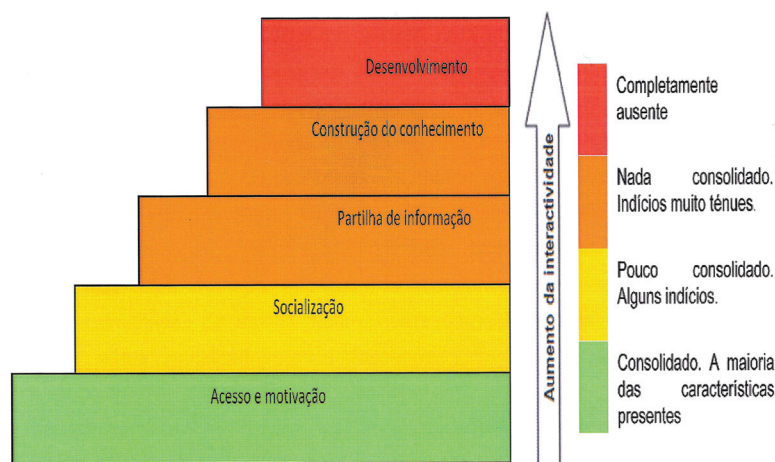 Desenvolvimento
Construção do conhecimento
Partilha de informação
Socialização
Acesso e motivação
Aumento da interactividade
Completamente
ausente
Nada consolidado.
Indícios muito ténues.
Pouco consolidado.
Alguns indícios.
Consolidado. A maioria
das características
presentes